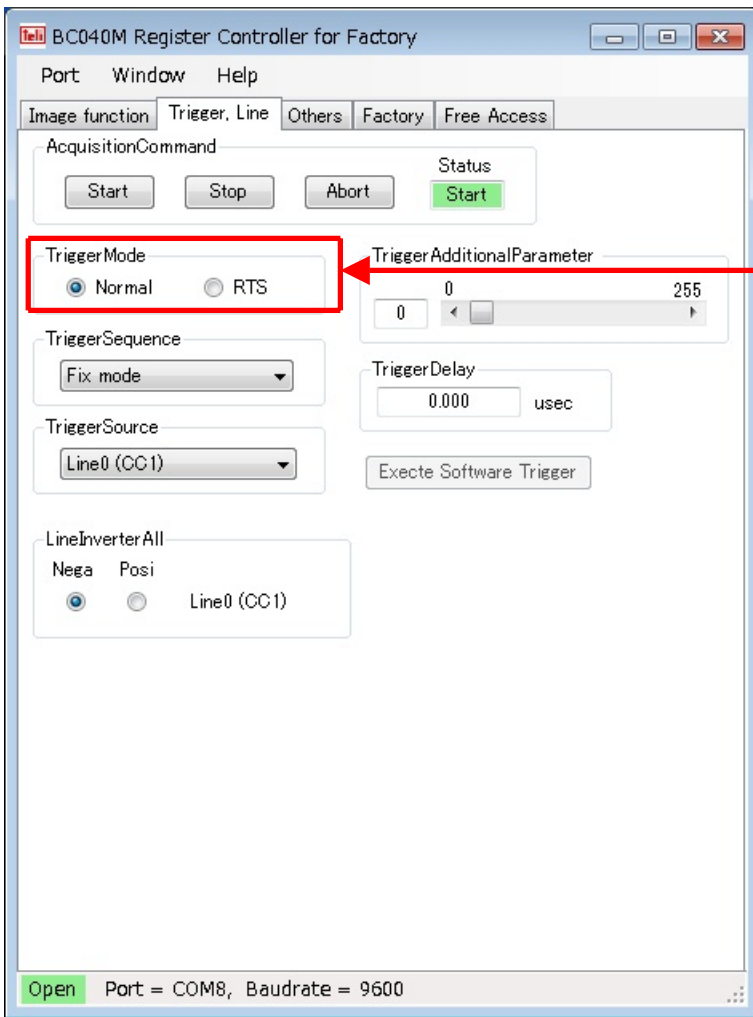 Teli BC040M Register Controller for Factory
Port Window Help
Image function Trigger, Line Others Factory Free Access
AcquisitionCommand
Start Stop Abort
Status
Start
TriggerMode
Normal RTS
TriggerAdditionalParameter
0 255
0
TriggerSequence
Fix mode
TriggerDelay
0.000 usec
TriggerSource
Line0 (CC1)
Execte Software Trigger
LineInverterAll
Nega Posi
Line0 (CC1)
Open Port = COM8, Baudrate = 9600